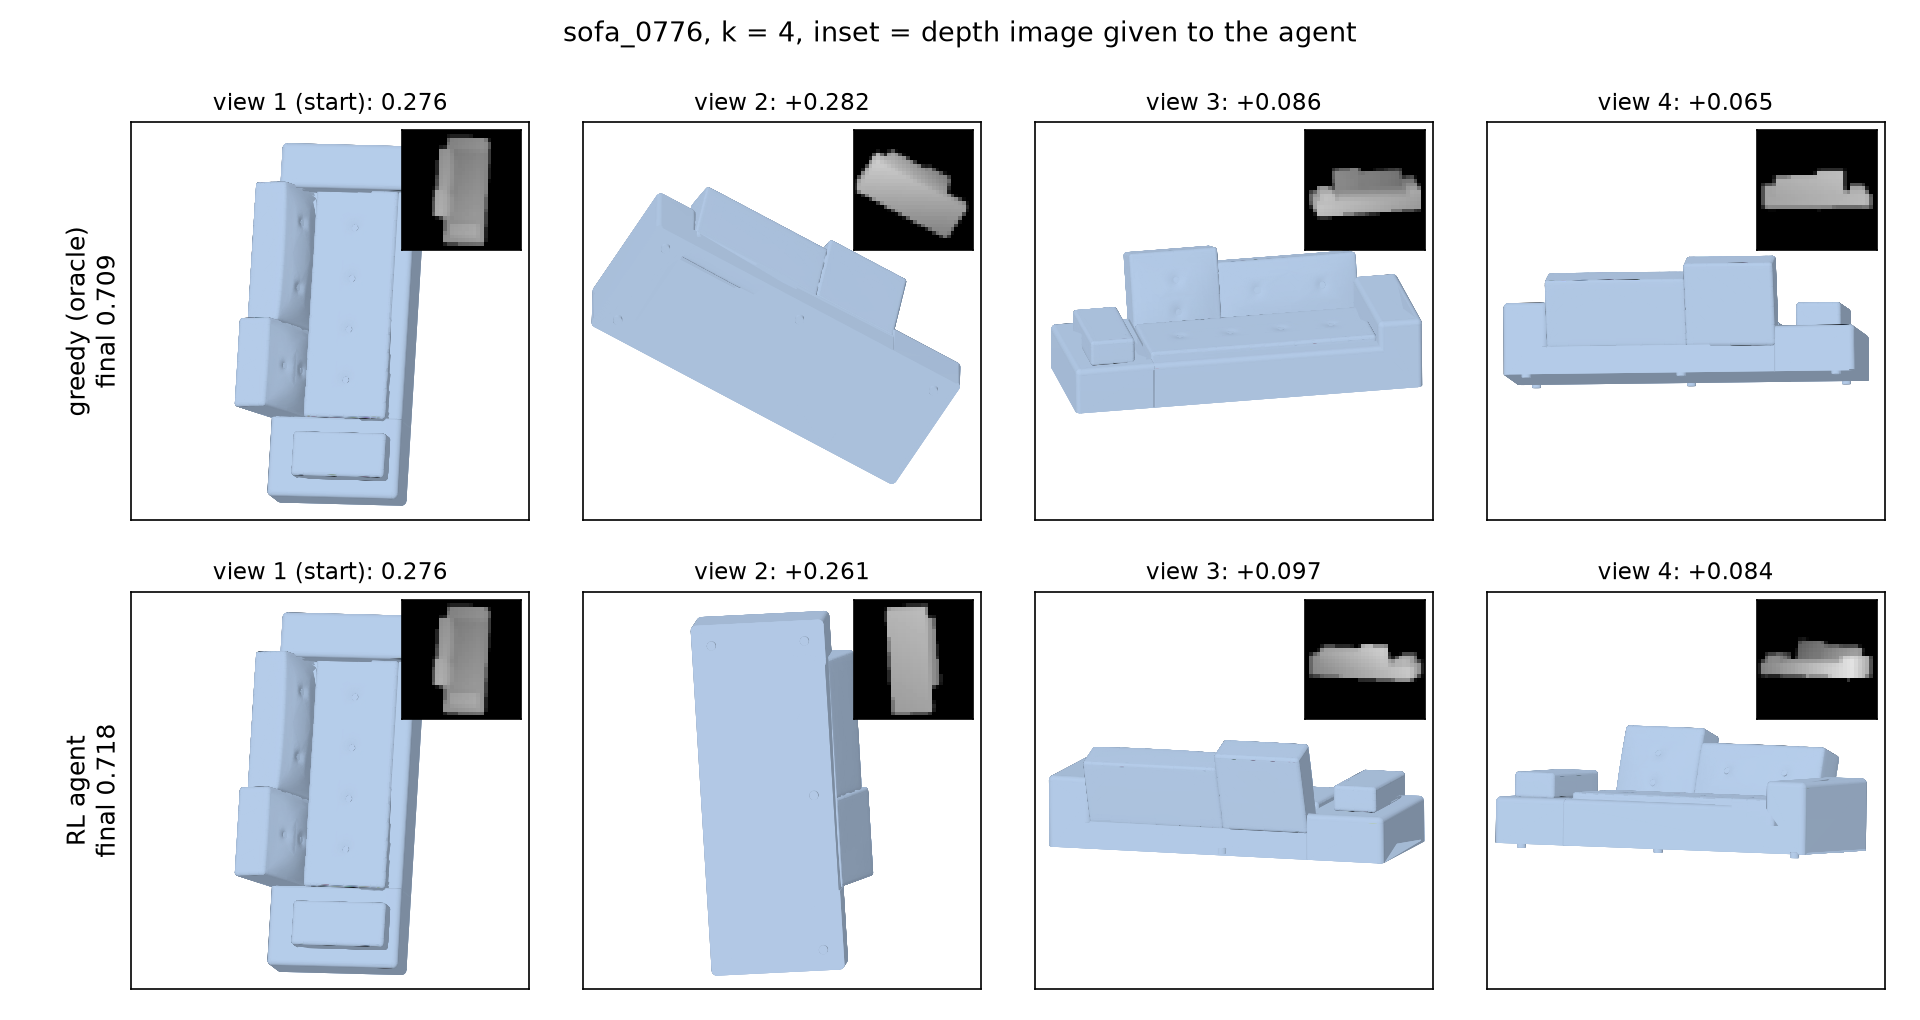 sofa_0776, k = 4, inset = depth image given to the agent
view 1 (start): 0.276
view 2: +0.282
view 3: +0.086
view 4: +0.065
greedy (oracle)
final 0.709
view 1 (start): 0.276
view 2: +0.261
view 3: +0.097
view 4: +0.084
RL agent
final 0.718